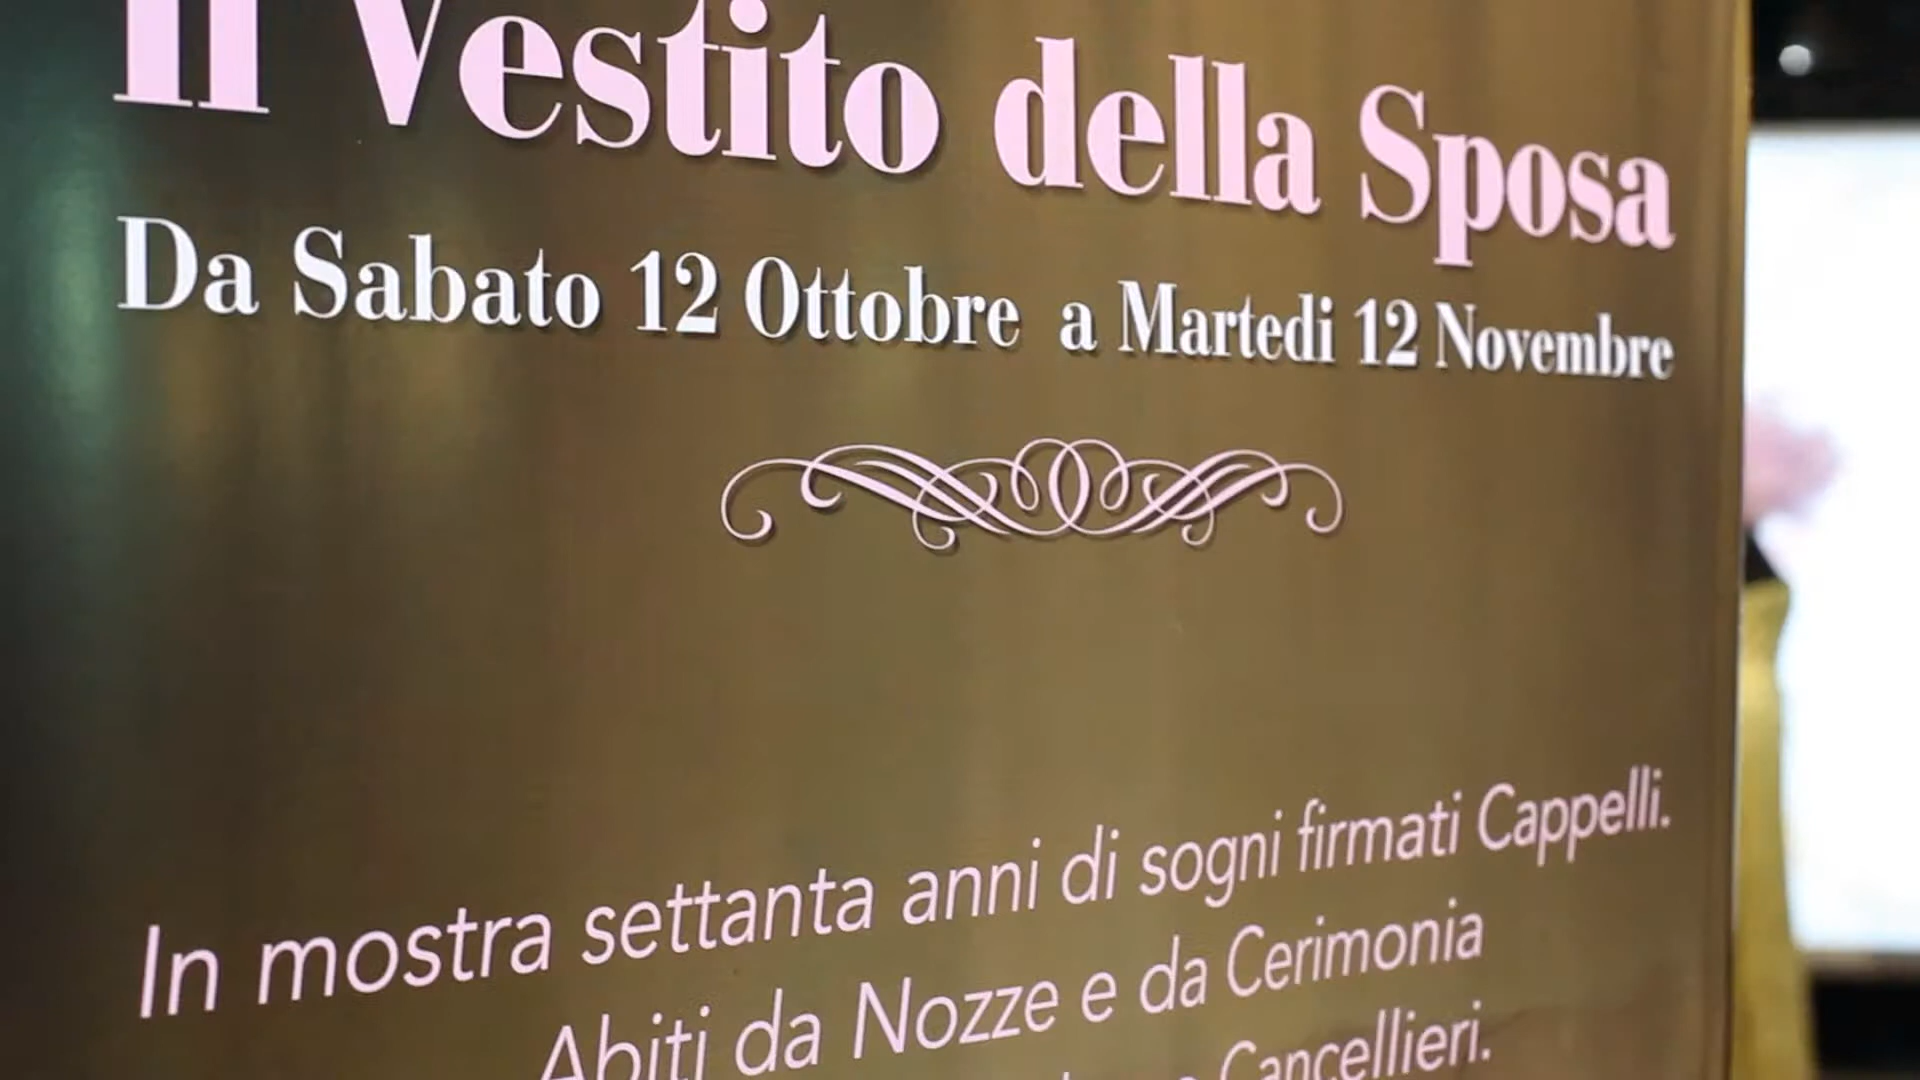 Il Vestito della Sposa
Da Sabato 12 Ottobre a Martedi 12 Novembre
In mostra settanta anni di sogni firmati Cappelli.
Abiti da Nozze e da Cerimonia
Cancellieri.